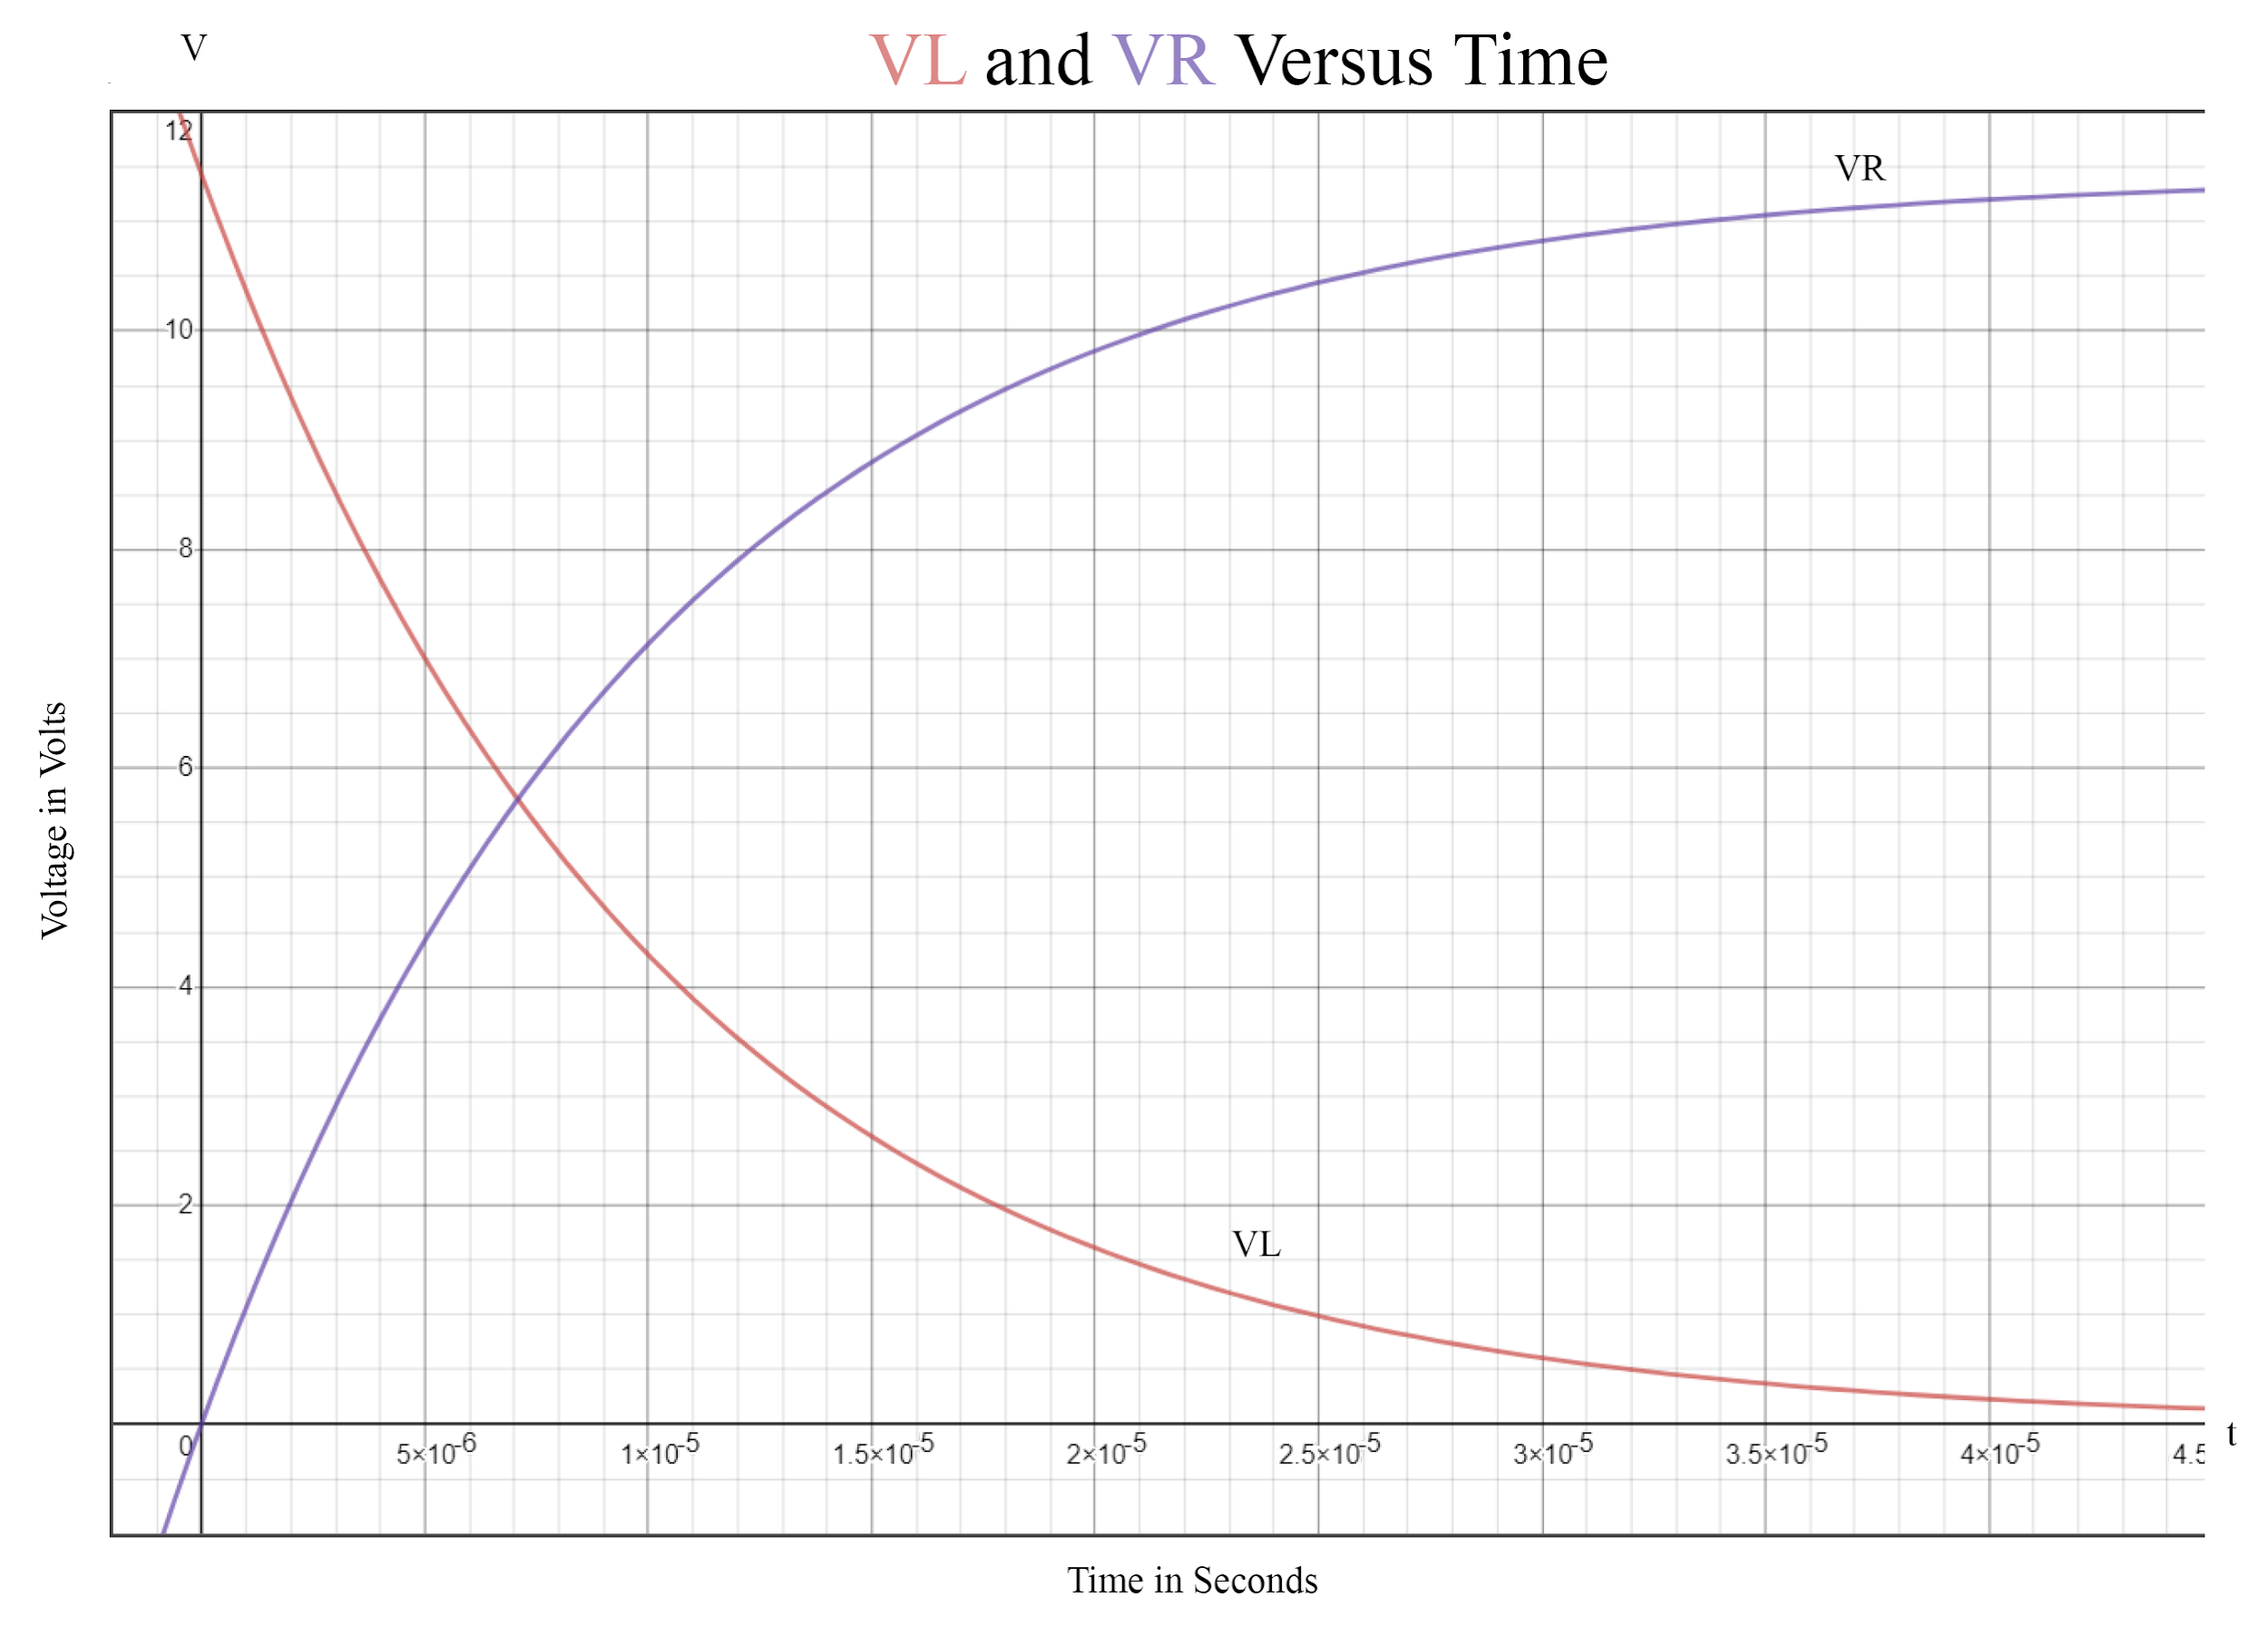 V
VL and VR Versus Time
12
VR
10
8
6
Voltage in Volts
4
2
VL
0
5×10-6 1×10-5 1.5×10-5 2×10-5 2.5×10-5 3×10-5 3.5×10-5 4×10-5 4.5
t
Time in Seconds